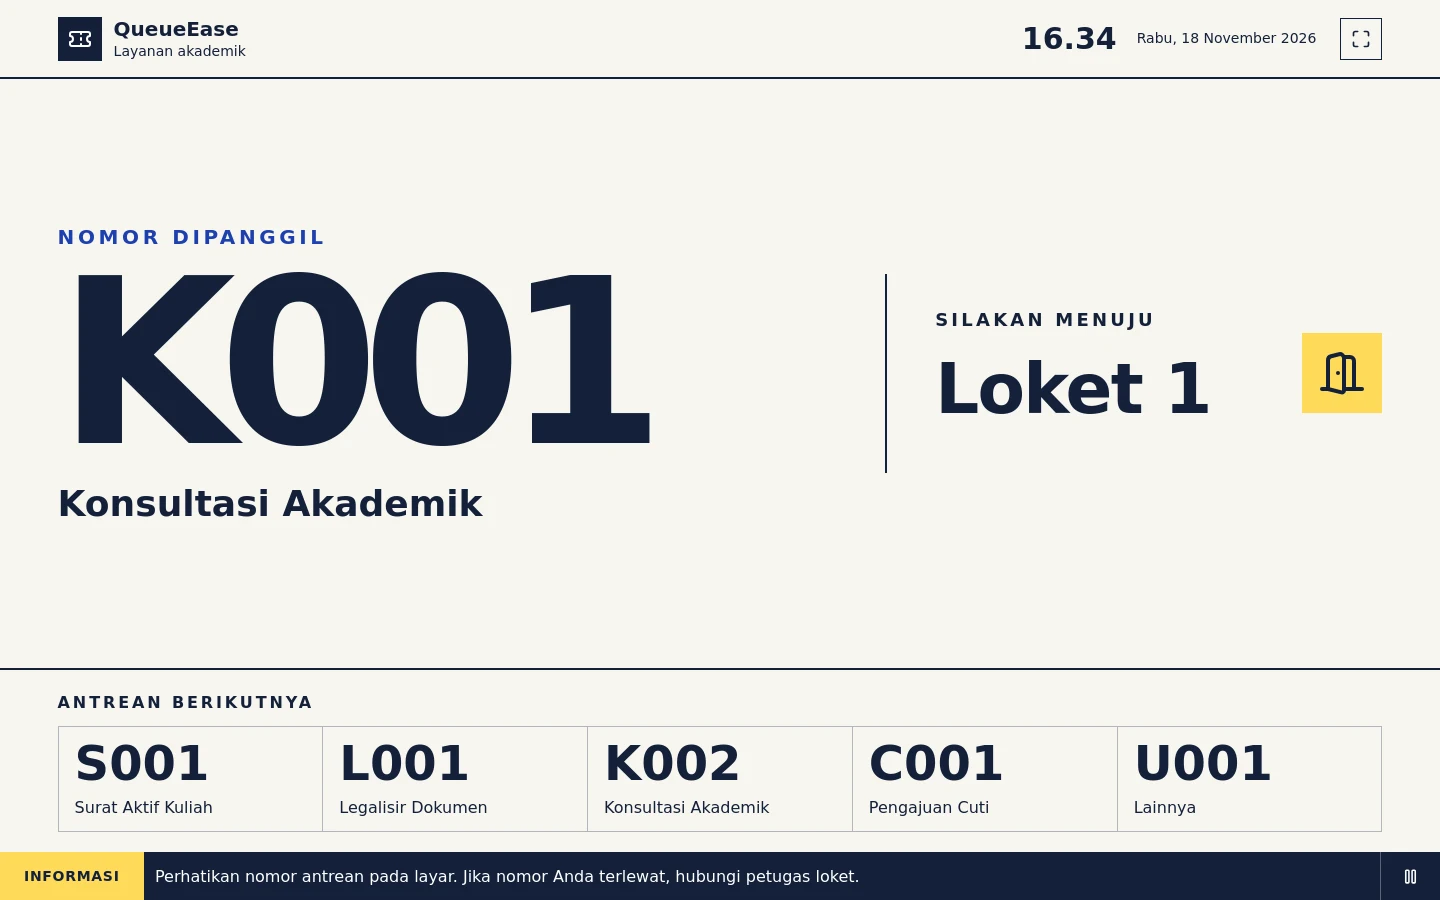 QueueEase
Layanan akademik
16.34
Rabu, 18 November 2026
NOMOR DIPANGGIL
K001
Konsultasi Akademik
SILAKAN MENUJU
Loket 1
ANTREAN BERIKUTNYA
S001
Surat Aktif Kuliah
L001
Legalisir Dokumen
K002
Konsultasi Akademik
C001
Pengajuan Cuti
U001
Lainnya
INFORMASI
Perhatikan nomor antrean pada layar. Jika nomor Anda terlewat, hubungi petugas loket.